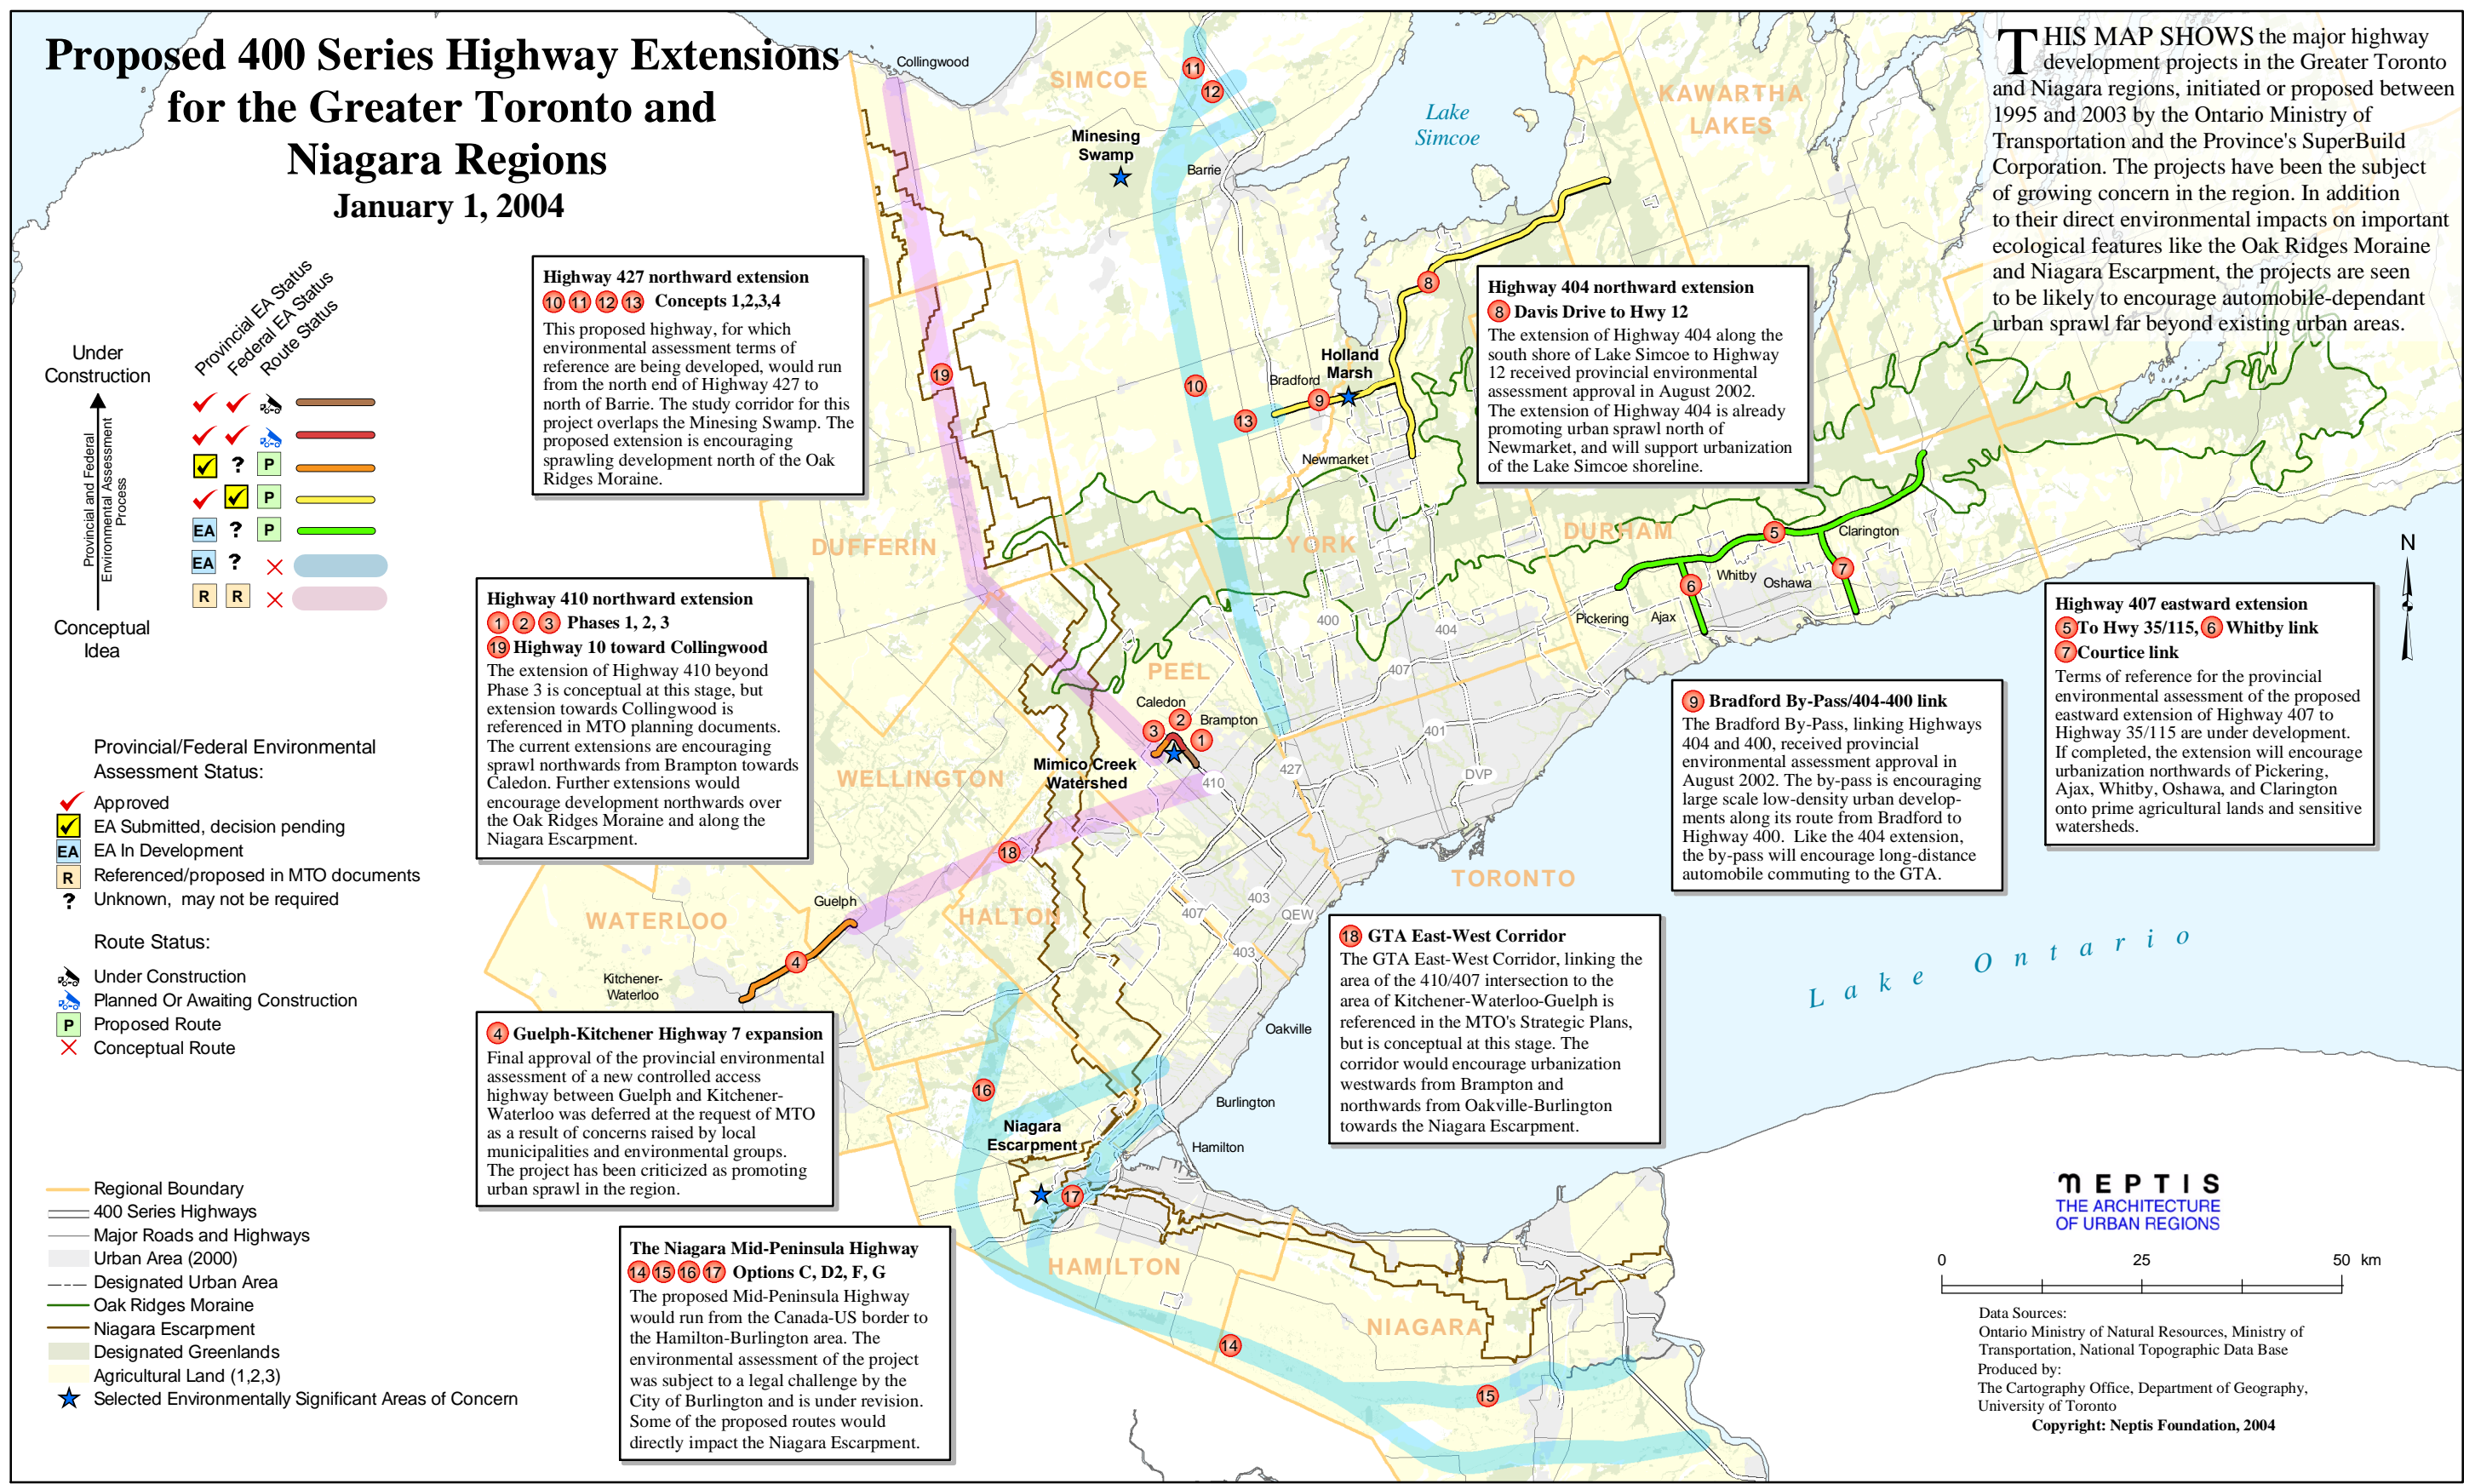 Proposed 400 Series Highway Extensions
for the Greater Toronto and
Niagara Regions
January 1, 2004
THIS MAP SHOWS the major highway
development projects in the Greater Toronto
and Niagara regions, initiated or proposed between
1995 and 2003 by the Ontario Ministry of
Transportation and the Province's SuperBuild
Corporation. The projects have been the subject
of growing concern in the region. In addition
to their direct environmental impacts on important
ecological features like the Oak Ridges Moraine
and Niagara Escarpment, the projects are seen
to be likely to encourage automobile-dependant
urban sprawl far beyond existing urban areas.
Provincial EA Status
Federal EA Status
Route Status
Under
Construction
Provincial and Federal
Environmental Assessment
Process
Conceptual
Idea
? P
P
EA ? P
EA ?
R R
Provincial/Federal Environmental
Assessment Status:
Approved
EA Submitted, decision pending
EA EA In Development
R Referenced/proposed in MTO documents
? Unknown, may not be required
Route Status:
Under Construction
Planned Or Awaiting Construction
P Proposed Route
Conceptual Route
Regional Boundary
400 Series Highways
Major Roads and Highways
Urban Area (2000)
Designated Urban Area
Oak Ridges Moraine
Niagara Escarpment
Designated Greenlands
Agricultural Land (1,2,3)
Selected Environmentally Significant Areas of Concern
Highway 427 northward extension
10 11 12 13 Concepts 1,2,3,4
This proposed highway, for which
environmental assessment terms of
reference are being developed, would run
from the north end of Highway 427 to
north of Barrie. The study corridor for this
project overlaps the Minesing Swamp. The
proposed extension is encouraging
sprawling development north of the Oak
Ridges Moraine.
Highway 410 northward extension
1 2 3 Phases 1, 2, 3
19 Highway 10 toward Collingwood
The extension of Highway 410 beyond
Phase 3 is conceptual at this stage, but
extension towards Collingwood is
referenced in MTO planning documents.
The current extensions are encouraging
sprawl northwards from Brampton towards
Caledon. Further extensions would
encourage development northwards over
the Oak Ridges Moraine and along the
Niagara Escarpment.
4 Guelph-Kitchener Highway 7 expansion
Final approval of the provincial environmental
assessment of a new controlled access
highway between Guelph and Kitchener-
Waterloo was deferred at the request of MTO
as a result of concerns raised by local
municipalities and environmental groups.
The project has been criticized as promoting
urban sprawl in the region.
The Niagara Mid-Peninsula Highway
14 15 16 17 Options C, D2, F, G
The proposed Mid-Peninsula Highway
would run from the Canada-US border to
the Hamilton-Burlington area. The
environmental assessment of the project
was subject to a legal challenge by the
City of Burlington and is under revision.
Some of the proposed routes would
directly impact the Niagara Escarpment.
Highway 404 northward extension
8 Davis Drive to Hwy 12
The extension of Highway 404 along the
south shore of Lake Simcoe to Highway
12 received provincial environmental
assessment approval in August 2002.
The extension of Highway 404 is already
promoting urban sprawl north of
Newmarket, and will support urbanization
of the Lake Simcoe shoreline.
Highway 407 eastward extension
5 To Hwy 35/115, 6 Whitby link
7 Courtice link
Terms of reference for the provincial
environmental assessment of the proposed
eastward extension of Highway 407 to
Highway 35/115 are under development.
If completed, the extension will encourage
urbanization northwards of Pickering,
Ajax, Whitby, Oshawa, and Clarington
onto prime agricultural lands and sensitive
watersheds.
9 Bradford By-Pass/404-400 link
The Bradford By-Pass, linking Highways
404 and 400, received provincial
environmental assessment approval in
August 2002. The by-pass is encouraging
large scale low-density urban develop-
ments along its route from Bradford to
Highway 400. Like the 404 extension,
the by-pass will encourage long-distance
automobile commuting to the GTA.
18 GTA East-West Corridor
The GTA East-West Corridor, linking the
area of the 410/407 intersection to the
area of Kitchener-Waterloo-Guelph is
referenced in the MTO's Strategic Plans,
but is conceptual at this stage. The
corridor would encourage urbanization
westwards from Brampton and
northwards from Oakville-Burlington
towards the Niagara Escarpment.
Collingwood
SIMCOE
11
12
Minesing
Swamp
Barrie
Lake
Simcoe
KAWARTHA
LAKES
8
19
10
Holland
Marsh
Bradford
9
13
Newmarket
DUFFERIN
YORK
DURHAM
5
Clarington
Whitby
Oshawa
7
6
Pickering
Ajax
400
404
407
PEEL
Caledon
2
Brampton
3
1
Mimico Creek
Watershed
410
427
401
DVP
WELLINGTON
18
TORONTO
Guelph
WATERLOO
HALTON
407
403
QEW
403
4
Kitchener-
Waterloo
Oakville
16
Burlington
Niagara
Escarpment
Hamilton
17
HAMILTON
NIAGARA
14
15
Lake Ontario
N
NEPTIS
THE ARCHITECTURE
OF URBAN REGIONS
0 25 50 km
Data Sources:
Ontario Ministry of Natural Resources, Ministry of
Transportation, National Topographic Data Base
Produced by:
The Cartography Office, Department of Geography,
University of Toronto
Copyright: Neptis Foundation, 2004